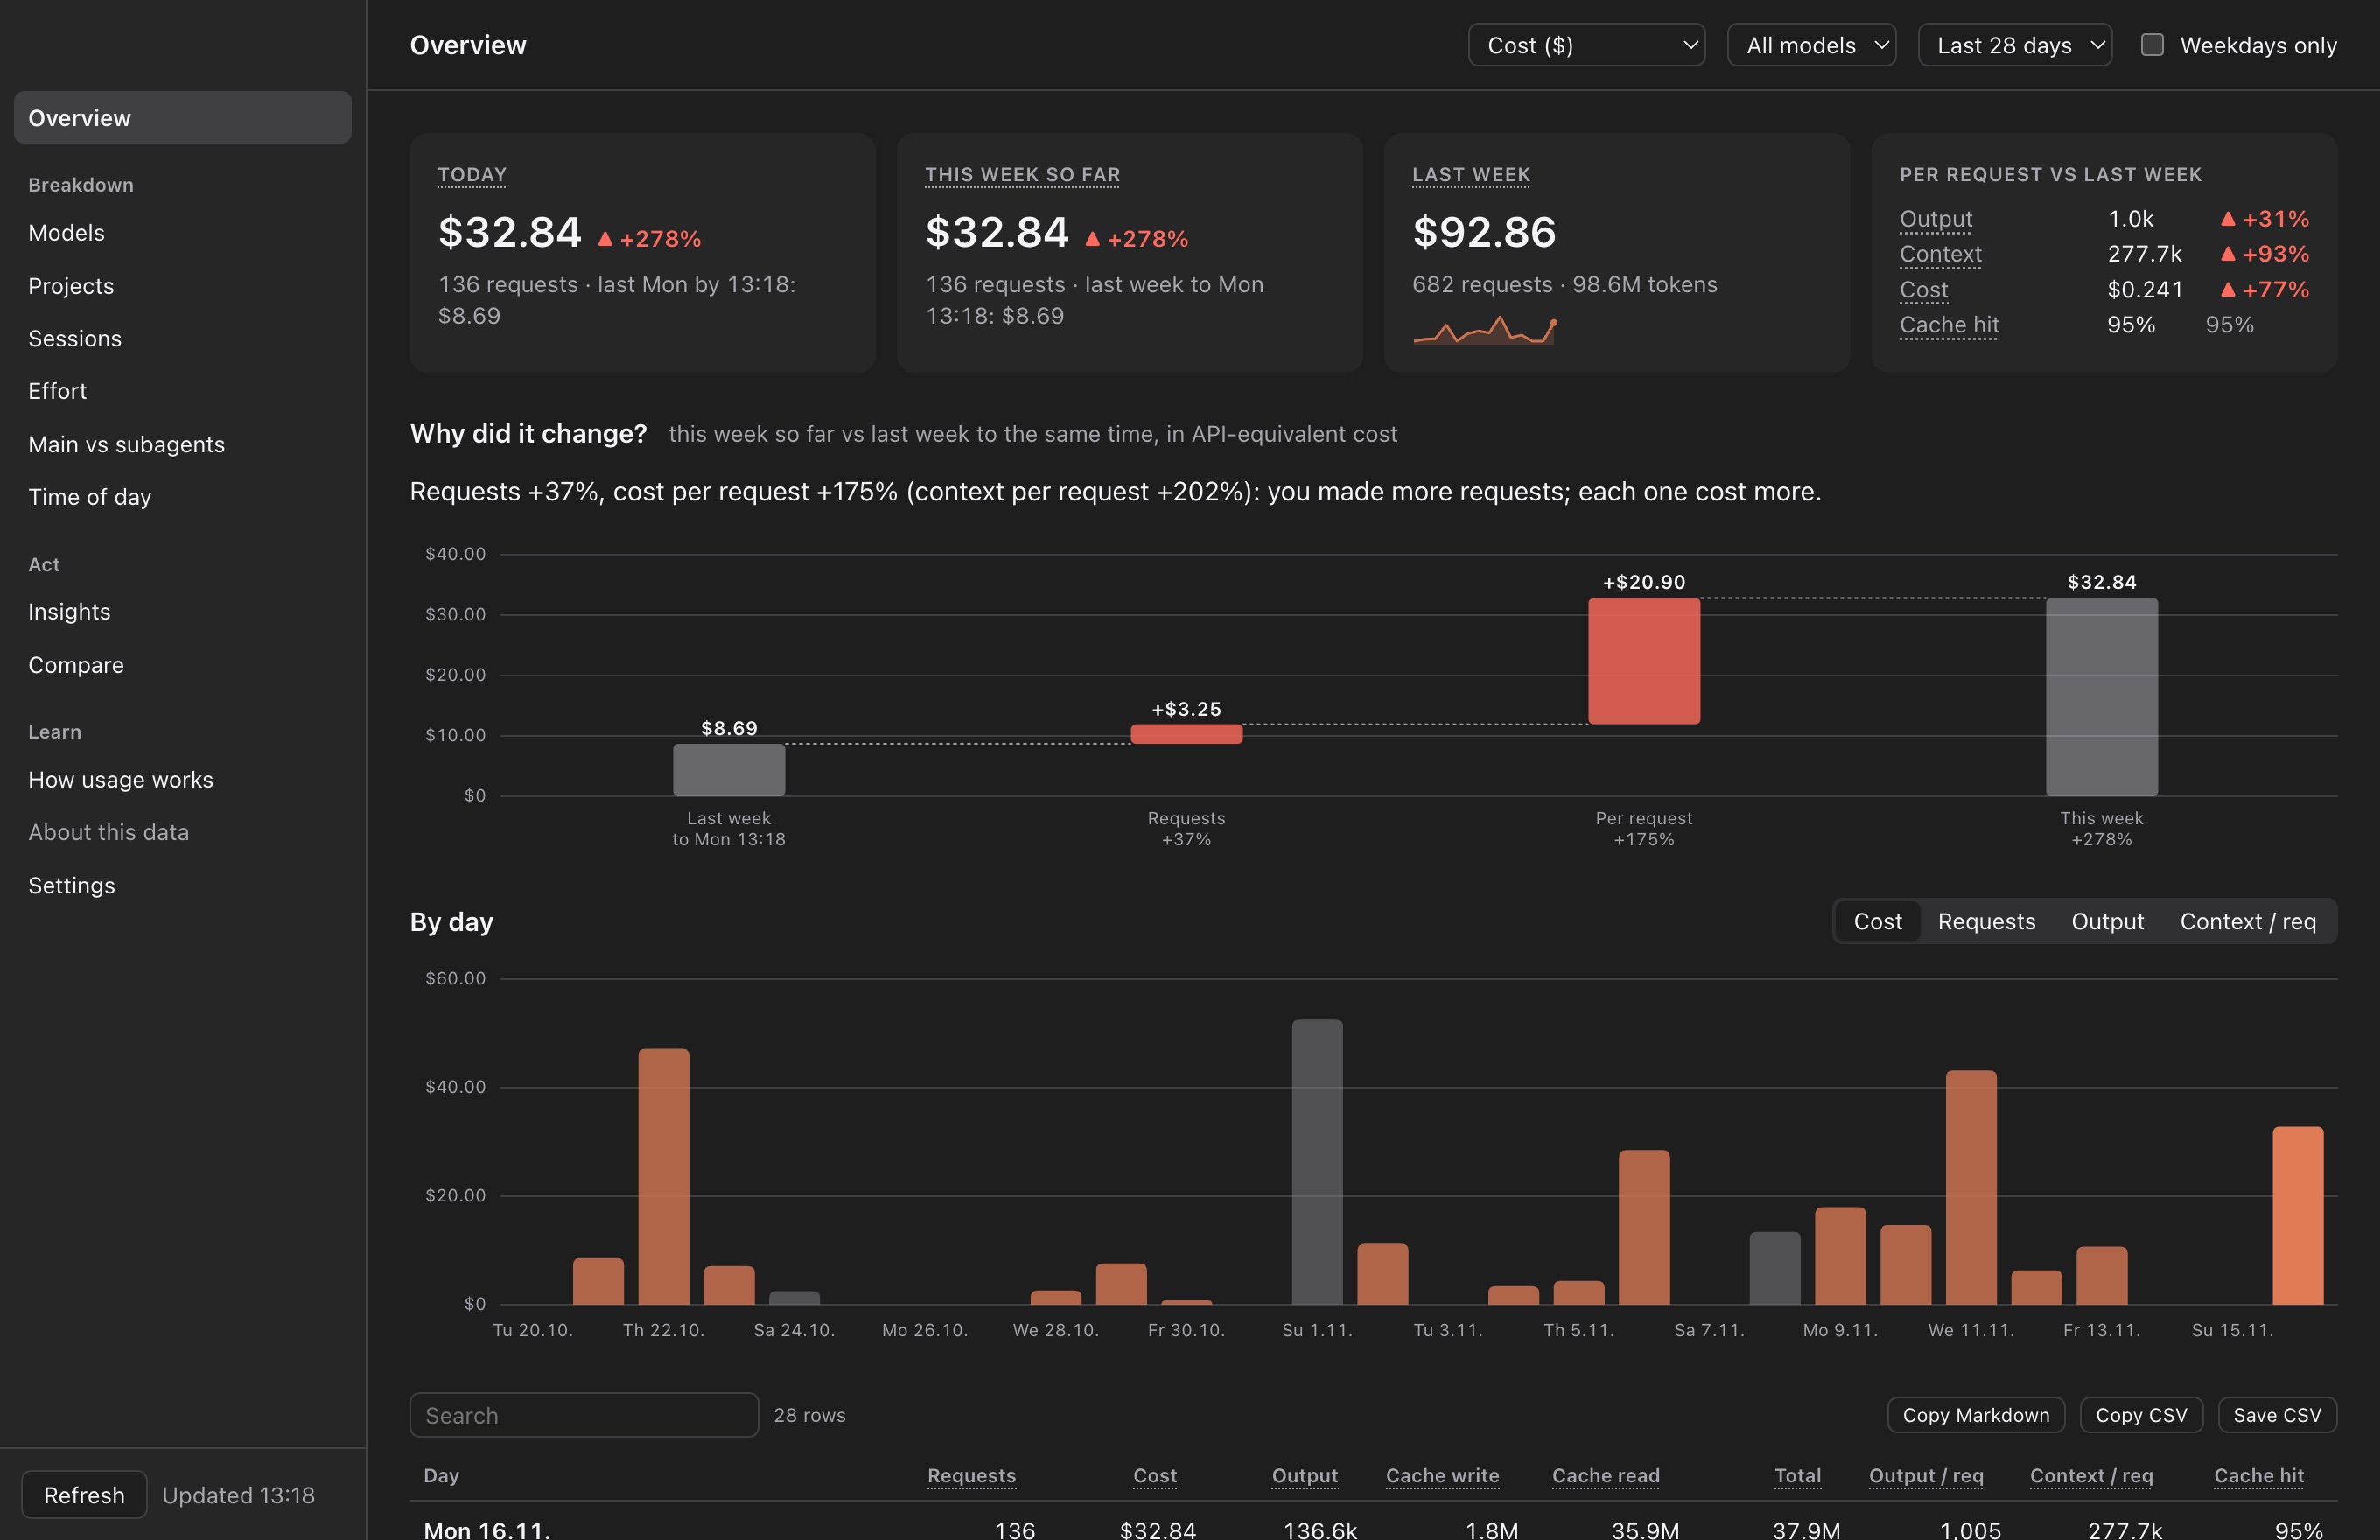 Overview
Cost ($)
All models
Last 28 days
Weekdays only
Overview
Breakdown
Models
Projects
Sessions
Effort
Main vs subagents
Time of day
Act
Insights
Compare
Learn
How usage works
About this data
Settings
Refresh
Updated 13:18
TODAY
$32.84 ▲ +278%
136 requests · last Mon by 13:18:
$8.69
THIS WEEK SO FAR
$32.84 ▲ +278%
136 requests · last week to Mon
13:18: $8.69
LAST WEEK
$92.86
682 requests · 98.6M tokens
PER REQUEST VS LAST WEEK
Output 1.0k ▲ +31%
Context 277.7k ▲ +93%
Cost $0.241 ▲ +77%
Cache hit 95% 95%
Why did it change? this week so far vs last week to the same time, in API-equivalent cost
Requests +37%, cost per request +175% (context per request +202%): you made more requests; each one cost more.
$40.00
$30.00
$20.00
$10.00
$0
$8.69
+$3.25
+$20.90
$32.84
Last week
to Mon 13:18
Requests
+37%
Per request
+175%
This week
+278%
By day
Cost Requests Output Context / req
$60.00
$40.00
$20.00
$0
Tu 20.10. Th 22.10. Sa 24.10. Mo 26.10. We 28.10. Fr 30.10. Su 1.11. Tu 3.11. Th 5.11. Sa 7.11. Mo 9.11. We 11.11. Fr 13.11. Su 15.11.
Search
28 rows
Copy Markdown
Copy CSV
Save CSV
Day Requests Cost Output Cache write Cache read Total Output / req Context / req Cache hit
Mon 16.11. 136 $32.84 136.6k 1.8M 35.9M 37.9M 1,005 277.7k 95%